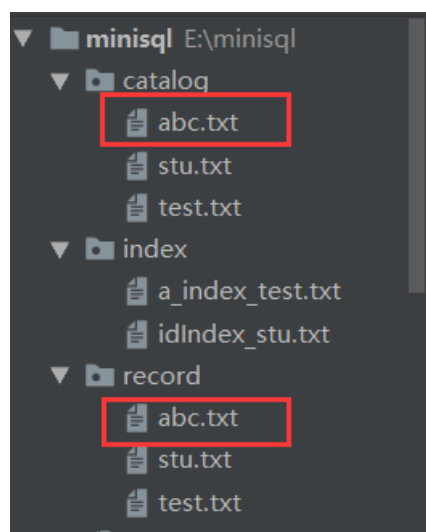 minisql E:\minisql
catalog
abc.txt
stu.txt
test.txt
index
a_index_test.txt
idIndex_stu.txt
record
abc.txt
stu.txt
test.txt